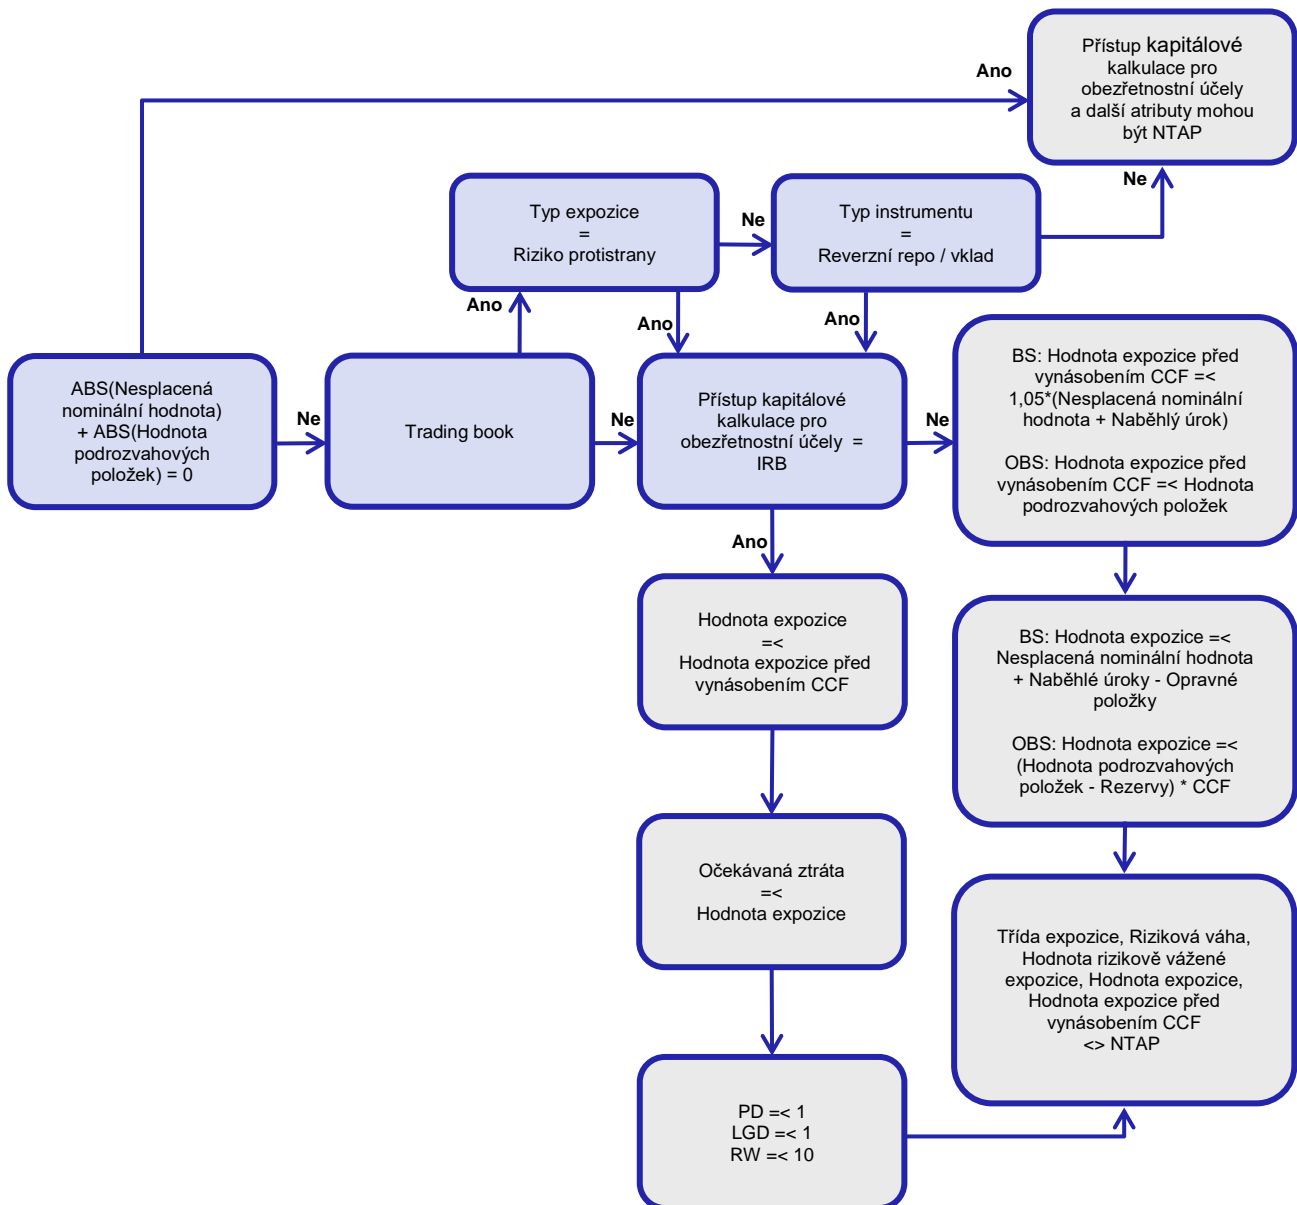 Přístup kapitálové
kalkulace pro
obezřetnostní účely
a další atributy mohou
být NTAP
Ano
Ne
Typ expozice
=
Riziko protistrany
Ne
Typ instrumentu
=
Reverzní repo / vklad
Ano
Ano
Ano
ABS(Nesplacená
nominální hodnota)
+ ABS(Hodnota
podrozvahových
položek) = 0
Ne
Trading book
Ne
Přístup kapitálové
kalkulace pro
obezřetnostní účely =
IRB
Ne
BS: Hodnota expozice před
vynásobením CCF =<
1,05*(Nesplacená nominální
hodnota + Naběhlý úrok)
OBS: Hodnota expozice před
vynásobením CCF =< Hodnota
podrozvahových položek
Ano
Hodnota expozice
=<
Hodnota expozice před
vynásobením CCF
BS: Hodnota expozice =<
Nesplacená nominální hodnota
+ Naběhlé úroky - Opravné
položky
OBS: Hodnota expozice =<
(Hodnota podrozvahových
položek - Rezervy) * CCF
Očekávaná ztráta
=<
Hodnota expozice
Třída expozice, Riziková váha,
Hodnota rizikově vážené
expozice, Hodnota expozice,
Hodnota expozice před
vynásobením CCF
<> NTAP
PD =< 1
LGD =< 1
RW =< 10